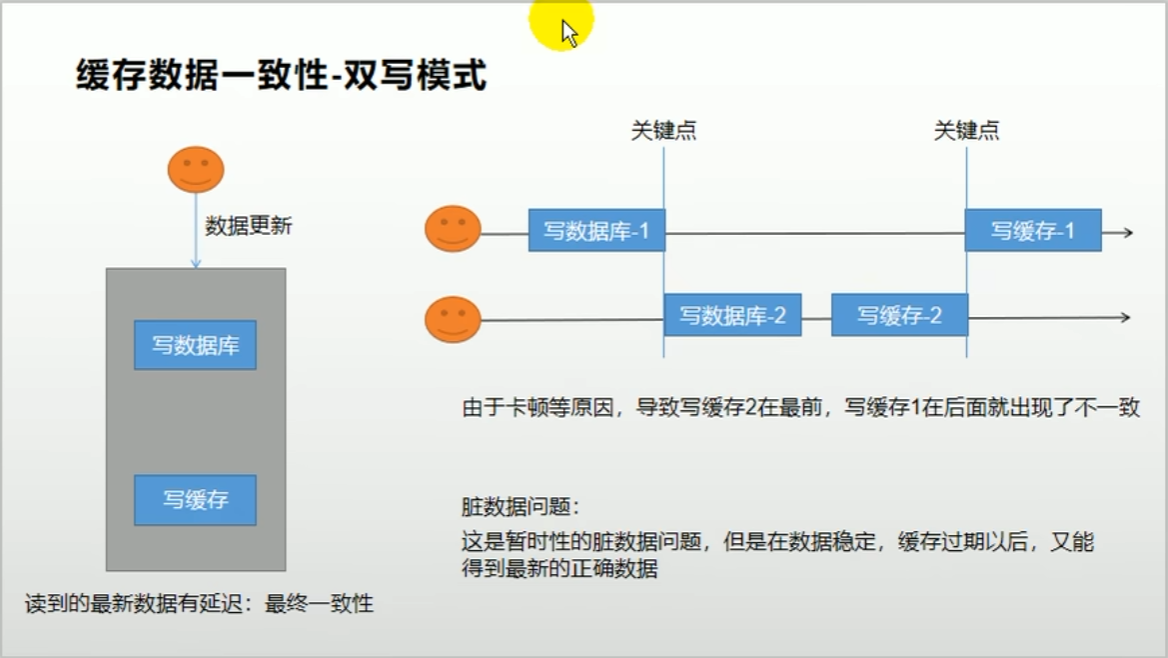 缓存数据一致性-双写模式
数据更新
写数据库
写缓存
读到的最新数据有延迟：最终一致性
关键点
关键点
写数据库-1
写缓存-1
写数据库-2
写缓存-2
由于卡顿等原因，导致写缓存2在最前，写缓存1在后面就出现了不一致
脏数据问题：
这是暂时性的脏数据问题，但是在数据稳定，缓存过期以后，又能
得到最新的正确数据